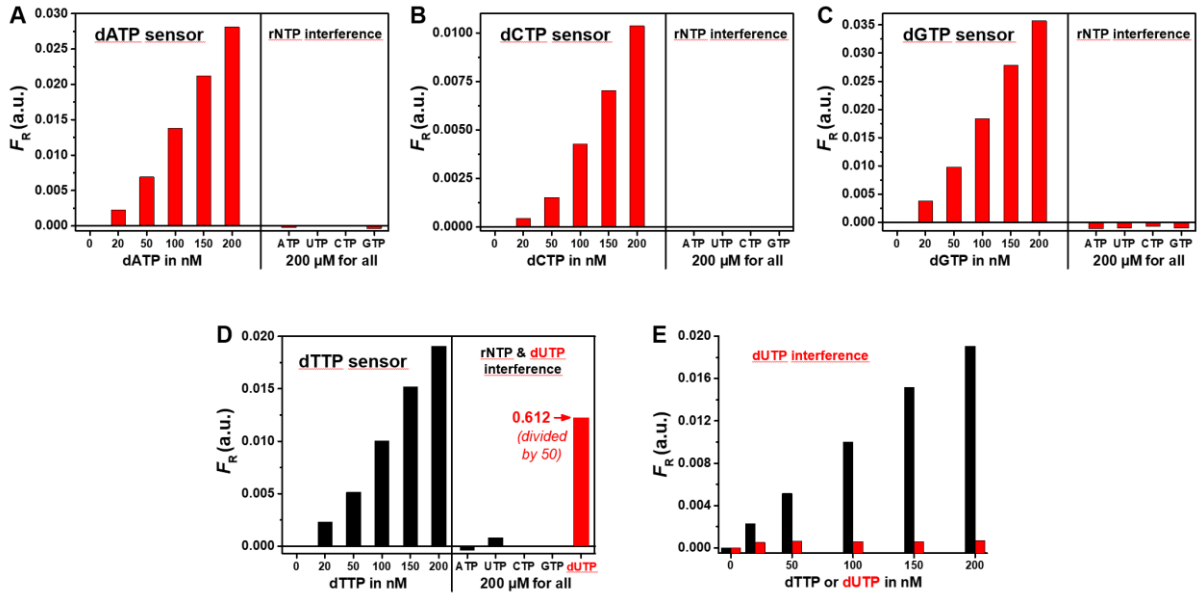 A
dATP sensor
rNTP interference
F_R (a.u.)
0.030
0.025
0.020
0.015
0.010
0.005
0.000
0 20 50 100 150 200
ATP UTP CTP GTP
dATP in nM
200 µM for all
B
dCTP sensor
rNTP interference
F_R (a.u.)
0.0100
0.0075
0.0050
0.0025
0.0000
0 20 50 100 150 200
ATP UTP CTP GTP
dCTP in nM
200 µM for all
C
dGTP sensor
rNTP interference
F_R (a.u.)
0.035
0.030
0.025
0.020
0.015
0.010
0.005
0.000
0 20 50 100 150 200
ATP UTP CTP GTP
dGTP in nM
200 µM for all
D
dTTP sensor
rNTP & dUTP
interference
0.612
(divided
by 50)
F_R (a.u.)
0.020
0.015
0.010
0.005
0.000
0 20 50 100 150 200
ATP UTP CTP GTP dUTP
dTTP in nM
200 µM for all
E
dUTP interference
F_R (a.u.)
0.020
0.016
0.012
0.008
0.004
0.000
0 50 100 150 200
dTTP or dUTP in nM